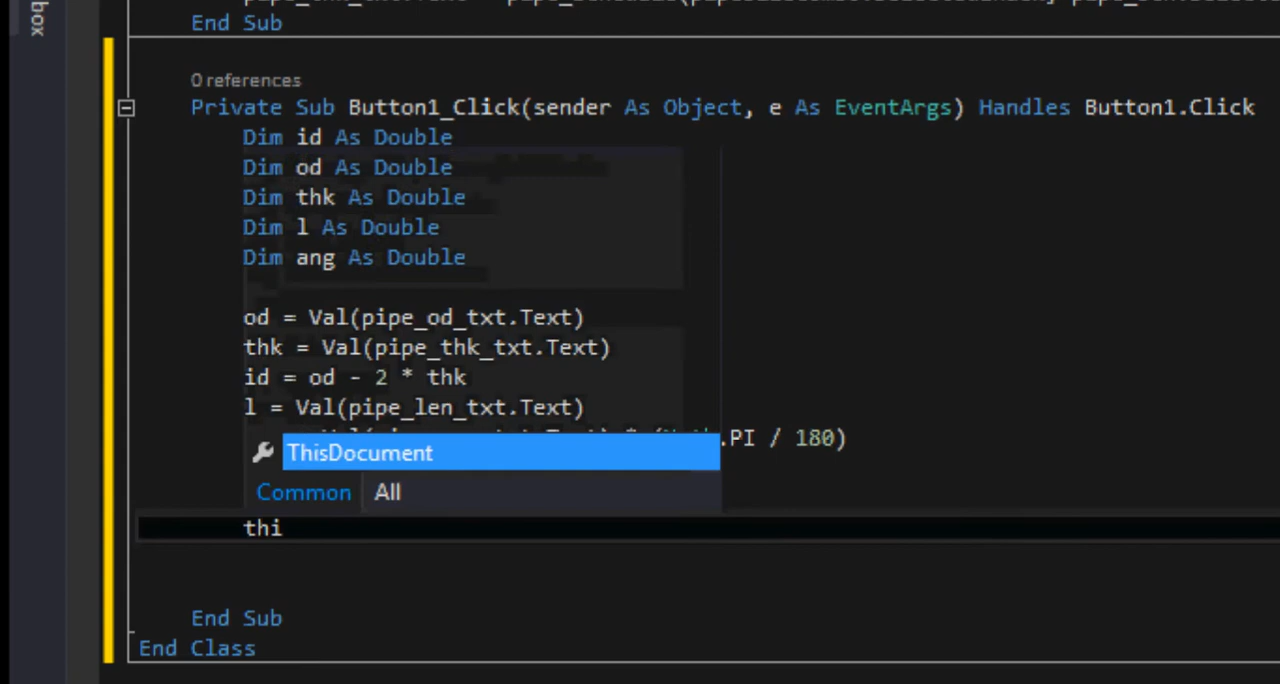 box
End Sub
0 references
Private Sub Button1_Click(sender As Object, e As EventArgs) Handles Button1.Click
Dim id As Double
Dim od As Double
Dim thk As Double
Dim l As Double
Dim ang As Double
od = Val(pipe_od_txt.Text)
thk = Val(pipe_thk_txt.Text)
id = od - 2 * thk
l = Val(pipe_len_txt.Text)
.PI / 180)
ThisDocument
Common All
thi
End Sub
End Class